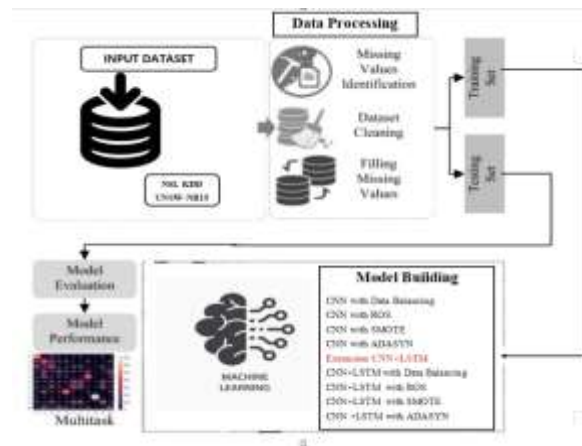 Data Processing
INPUT DATASET
NSL KDD
UNSW-NB15
Missing
Values
Identification
Dataset
Cleaning
Filling
Missing
Values
Training
Set
Testing
Set
Model
Evaluation
Model
Performance
Multitask
MACHINE
LEARNING
Model Building
CNN with Data Balancing
CNN with ROS
CNN with SMOTE
CNN with ADASYN
Extension CNN+LSTM
CNN+LSTM with Data Balancing
CNN+LSTM with ROS
CNN+LSTM with SMOTE
CNN +LSTM with ADASYN